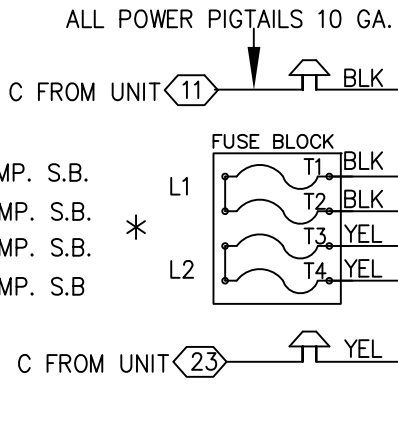 ALL POWER PIGTAILS 10 GA.
C FROM UNIT 11 BLK
FUSE BLOCK
MP. S.B. L1 T1 BLK
MP. S.B. T2 BLK
*
MP. S.B. T3 YEL
MP. S.B L2 T4 YEL
C FROM UNIT 23 YEL